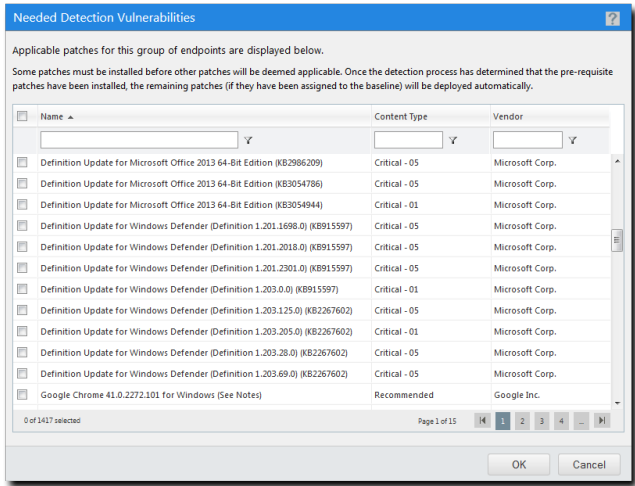 Needed Detection Vulnerabilities ?
Applicable patches for this group of endpoints are displayed below.
Some patches must be installed before other patches will be deemed applicable. Once the detection process has determined that the pre-requisite
patches have been installed, the remaining patches (if they have been assigned to the baseline) will be deployed automatically.
Name Content Type Vendor
Definition Update for Microsoft Office 2013 64-Bit Edition (KB2986209) Critical - 05 Microsoft Corp.
Definition Update for Microsoft Office 2013 64-Bit Edition (KB3054786) Critical - 05 Microsoft Corp.
Definition Update for Microsoft Office 2013 64-Bit Edition (KB3054944) Critical - 01 Microsoft Corp.
Definition Update for Windows Defender (Definition 1.201.1698.0) (KB915597) Critical - 05 Microsoft Corp.
Definition Update for Windows Defender (Definition 1.201.2018.0) (KB915597) Critical - 05 Microsoft Corp.
Definition Update for Windows Defender (Definition 1.201.2301.0) (KB915597) Critical - 05 Microsoft Corp.
Definition Update for Windows Defender (Definition 1.203.0.0) (KB915597) Critical - 01 Microsoft Corp.
Definition Update for Windows Defender (Definition 1.203.125.0) (KB2267602) Critical - 05 Microsoft Corp.
Definition Update for Windows Defender (Definition 1.203.205.0) (KB2267602) Critical - 01 Microsoft Corp.
Definition Update for Windows Defender (Definition 1.203.28.0) (KB2267602) Critical - 05 Microsoft Corp.
Definition Update for Windows Defender (Definition 1.203.69.0) (KB2267602) Critical - 05 Microsoft Corp.
Google Chrome 41.0.2272.101 for Windows (See Notes) Recommended Google Inc.
0 of 1417 selected Page 1 of 15 1 2 3 4 ...
OK Cancel